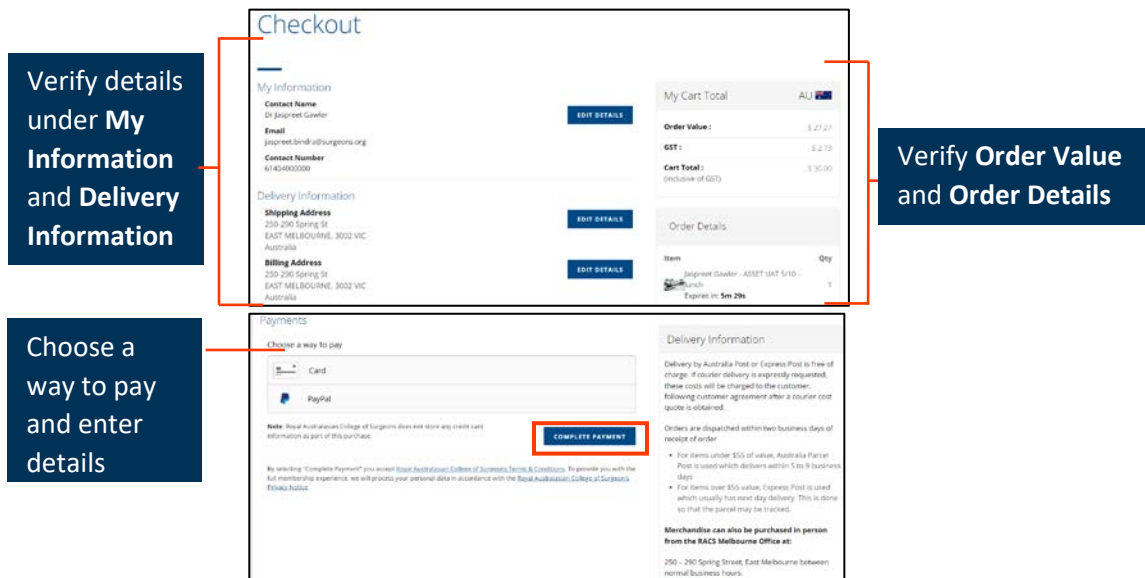 Checkout
Verify details
under My
Information
and Delivery
Information
My Information
Contact Name
Dr Jaspreet Gawler
EDIT DETAILS
Email
jaspreet.bindra@surgeons.org
Contact Number
61404000000
Delivery Information
Shipping Address
250-290 Spring St
EAST MELBOURNE, 3002 VIC
Australia
EDIT DETAILS
Billing Address
250-290 Spring St
EAST MELBOURNE, 3002 VIC
Australia
EDIT DETAILS
My Cart Total AU
Order Value : $ 27.27
GST : $ 2.73
Cart Total : $ 30.00
(inclusive of GST)
Order Details
Item Qty
Jaspreet Gawler - ASSET UAT 5/10 -
lunch 1
Expires in: 5m 29s
Verify Order Value
and Order Details
Choose a
way to pay
and enter
details
Payments
Choose a way to pay
Card
PayPal
Note: Royal Australasian College of Surgeons does not store any credit card
information as part of this purchase.
COMPLETE PAYMENT
By selecting "Complete Payment" you accept Royal Australasian College of Surgeons Terms & Conditions. To provide you with the
full membership experience, we will process your personal data in accordance with the Royal Australasian College of Surgeons
Privacy Notice
Delivery Information
Delivery by Australia Post or Express Post is free of
charge. If courier delivery is expressly requested,
these costs will be charged to the customer,
following customer agreement after a courier cost
quote is obtained.
Orders are dispatched within two business days of
receipt of order
• For items under $55 of value, Australia Parcel
Post is used which delivers within 5 to 9 business
days
• For items over $55 value, Express Post is used
which usually has next day delivery. This is done
so that the parcel may be tracked.
Merchandise can also be purchased in person
from the RACS Melbourne Office at:
250 - 290 Spring Street, East Melbourne between
normal business hours.